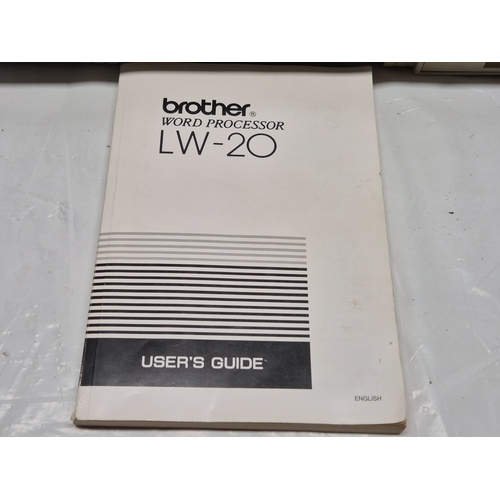 brother®
WORD PROCESSOR
LW-20
USER'S GUIDE
ENGLISH